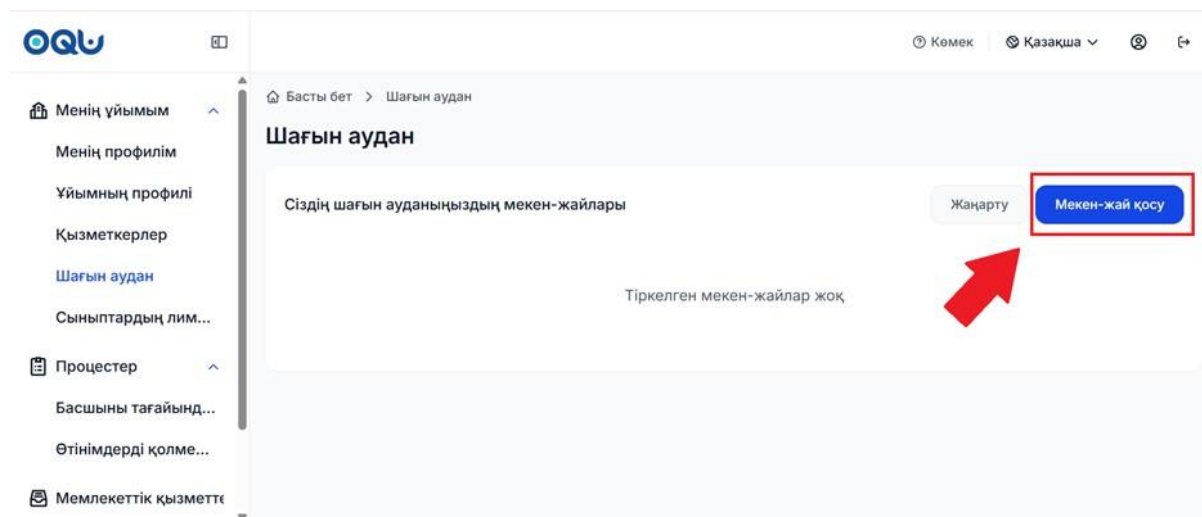 OQU
Көмек
Қазақша
Менің ұйымым
Менің профилім
Ұйымның профилі
Қызметкерлер
Шағын аудан
Сыныптардың лим...
Процестер
Басшыны тағайынд...
Өтінімдерді қолме...
Мемлекеттік қызметте
Басты бет > Шағын аудан
Шағын аудан
Сіздің шағын ауданыңыздың мекен-жайлары
Жаңарту
Мекен-жай қосу
Тіркелген мекен-жайлар жоқ